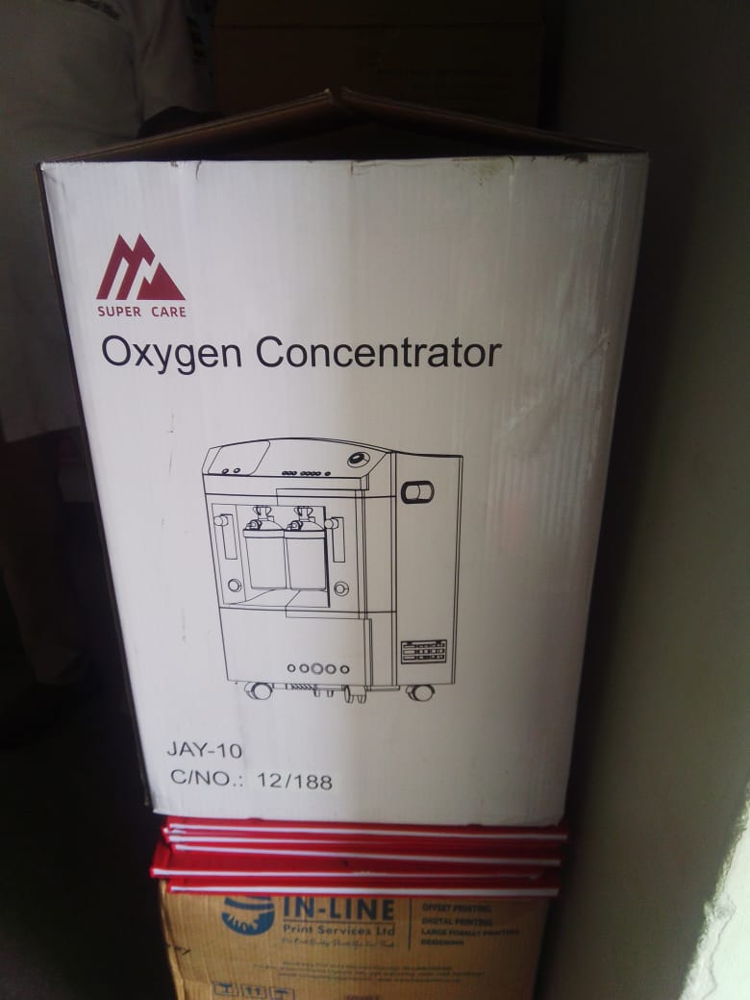 SUPER CARE
Oxygen Concentrator
JAY-10
C/NO.: 12/188
IN-LINE
Print Services Ltd
OFFSET PRINTING
DIGITAL PRINTING
LARGE FORMAT PRINTING
DESIGNING